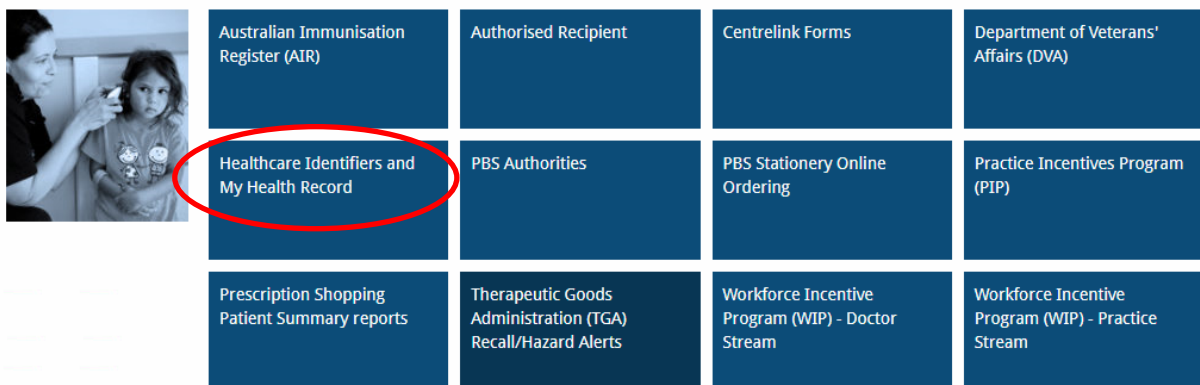 Australian Immunisation
Register (AIR)
Authorised Recipient
Centrelink Forms
Department of Veterans'
Affairs (DVA)
Healthcare Identifiers and
My Health Record
PBS Authorities
PBS Stationery Online
Ordering
Practice Incentives Program
(PIP)
Prescription Shopping
Patient Summary reports
Therapeutic Goods
Administration (TGA)
Recall/Hazard Alerts
Workforce Incentive
Program (WIP) - Doctor
Stream
Workforce Incentive
Program (WIP) - Practice
Stream